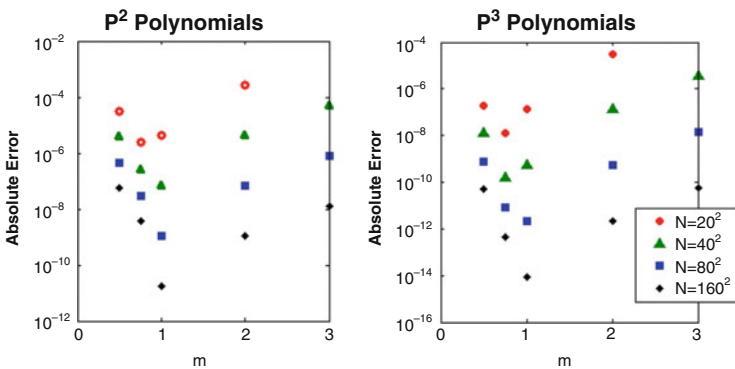 P² Polynomials
Absolute Error
10⁻²
10⁻⁴
10⁻⁶
10⁻⁸
10⁻¹⁰
10⁻¹²
0 1 2 3
m
P³ Polynomials
Absolute Error
10⁻⁴
10⁻⁶
10⁻⁸
10⁻¹⁰
10⁻¹²
10⁻¹⁴
10⁻¹⁶
0 1 2 3
m
N=20²
N=40²
N=80²
N=160²